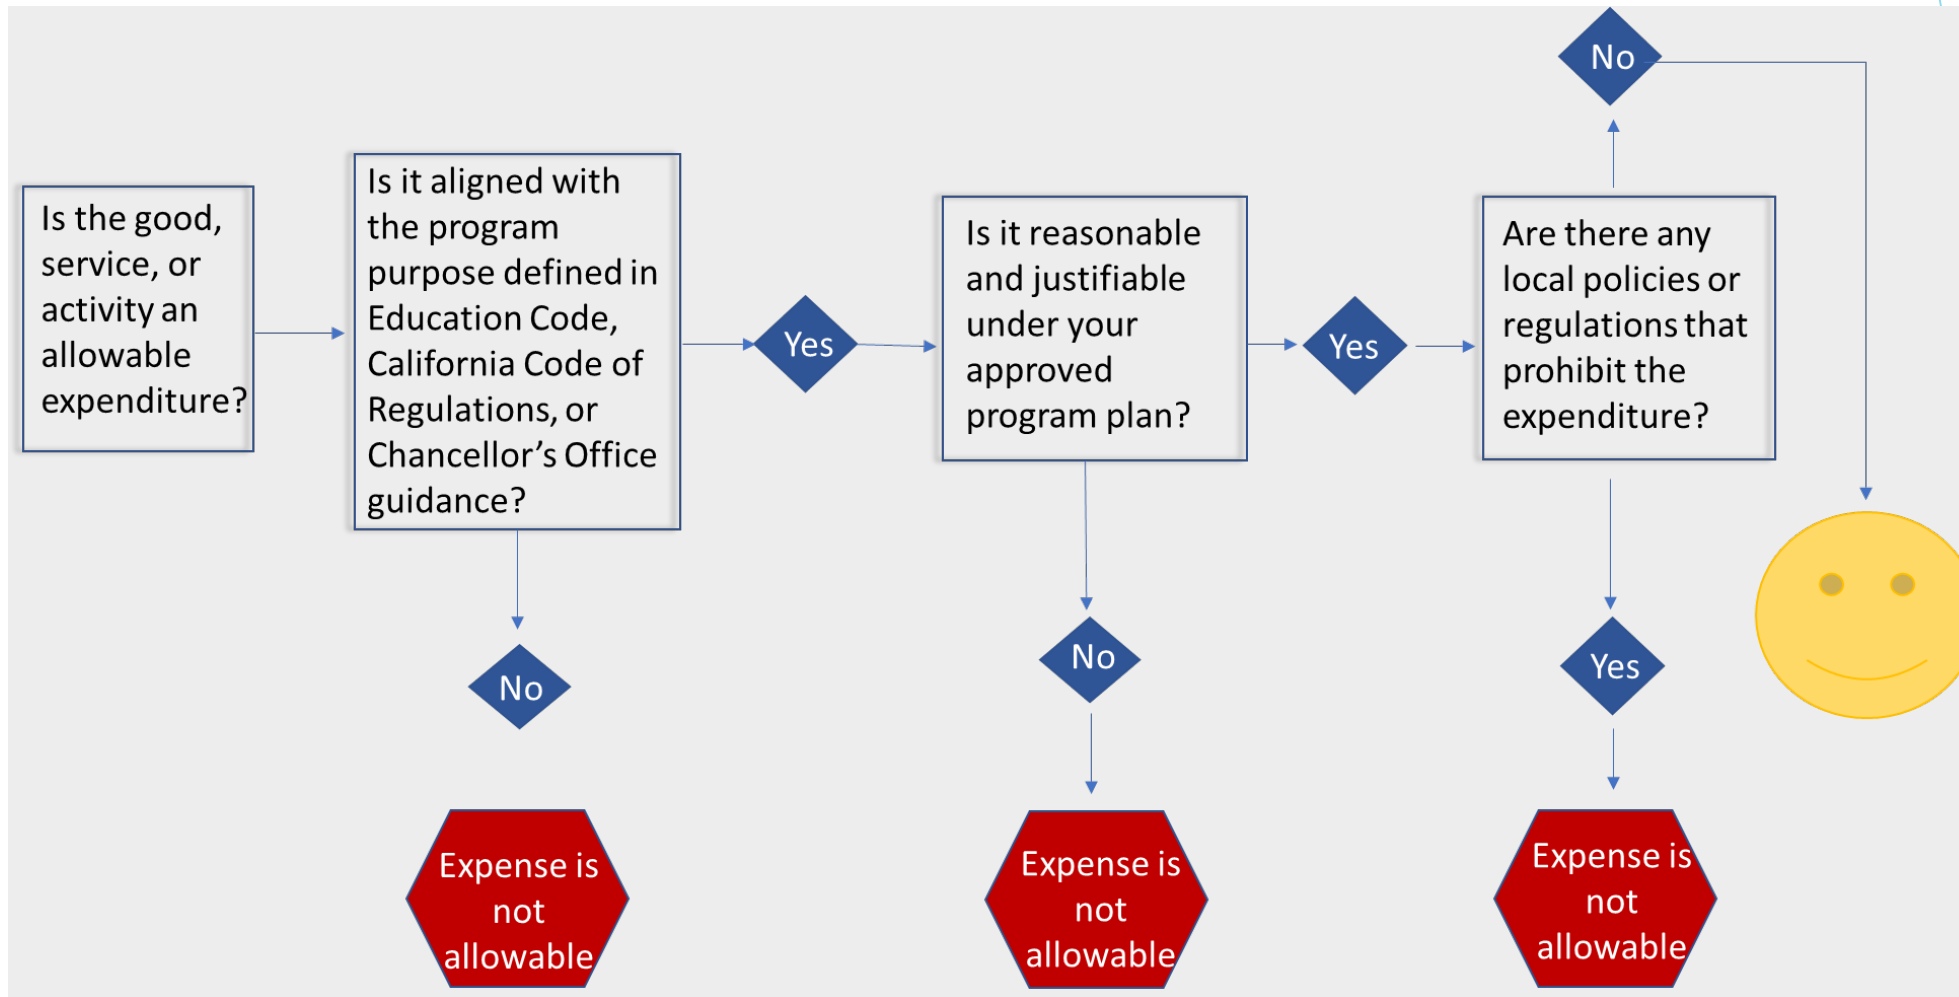 Is the good,
service, or
activity an
allowable
expenditure?
Is it aligned with
the program
purpose defined in
Education Code,
California Code of
Regulations, or
Chancellor’s Office
guidance?
No
Expense is
not
allowable
Yes
Is it reasonable
and justifiable
under your
approved
program plan?
No
Expense is
not
allowable
Yes
Are there any
local policies or
regulations that
prohibit the
expenditure?
No
Yes
Expense is
not
allowable